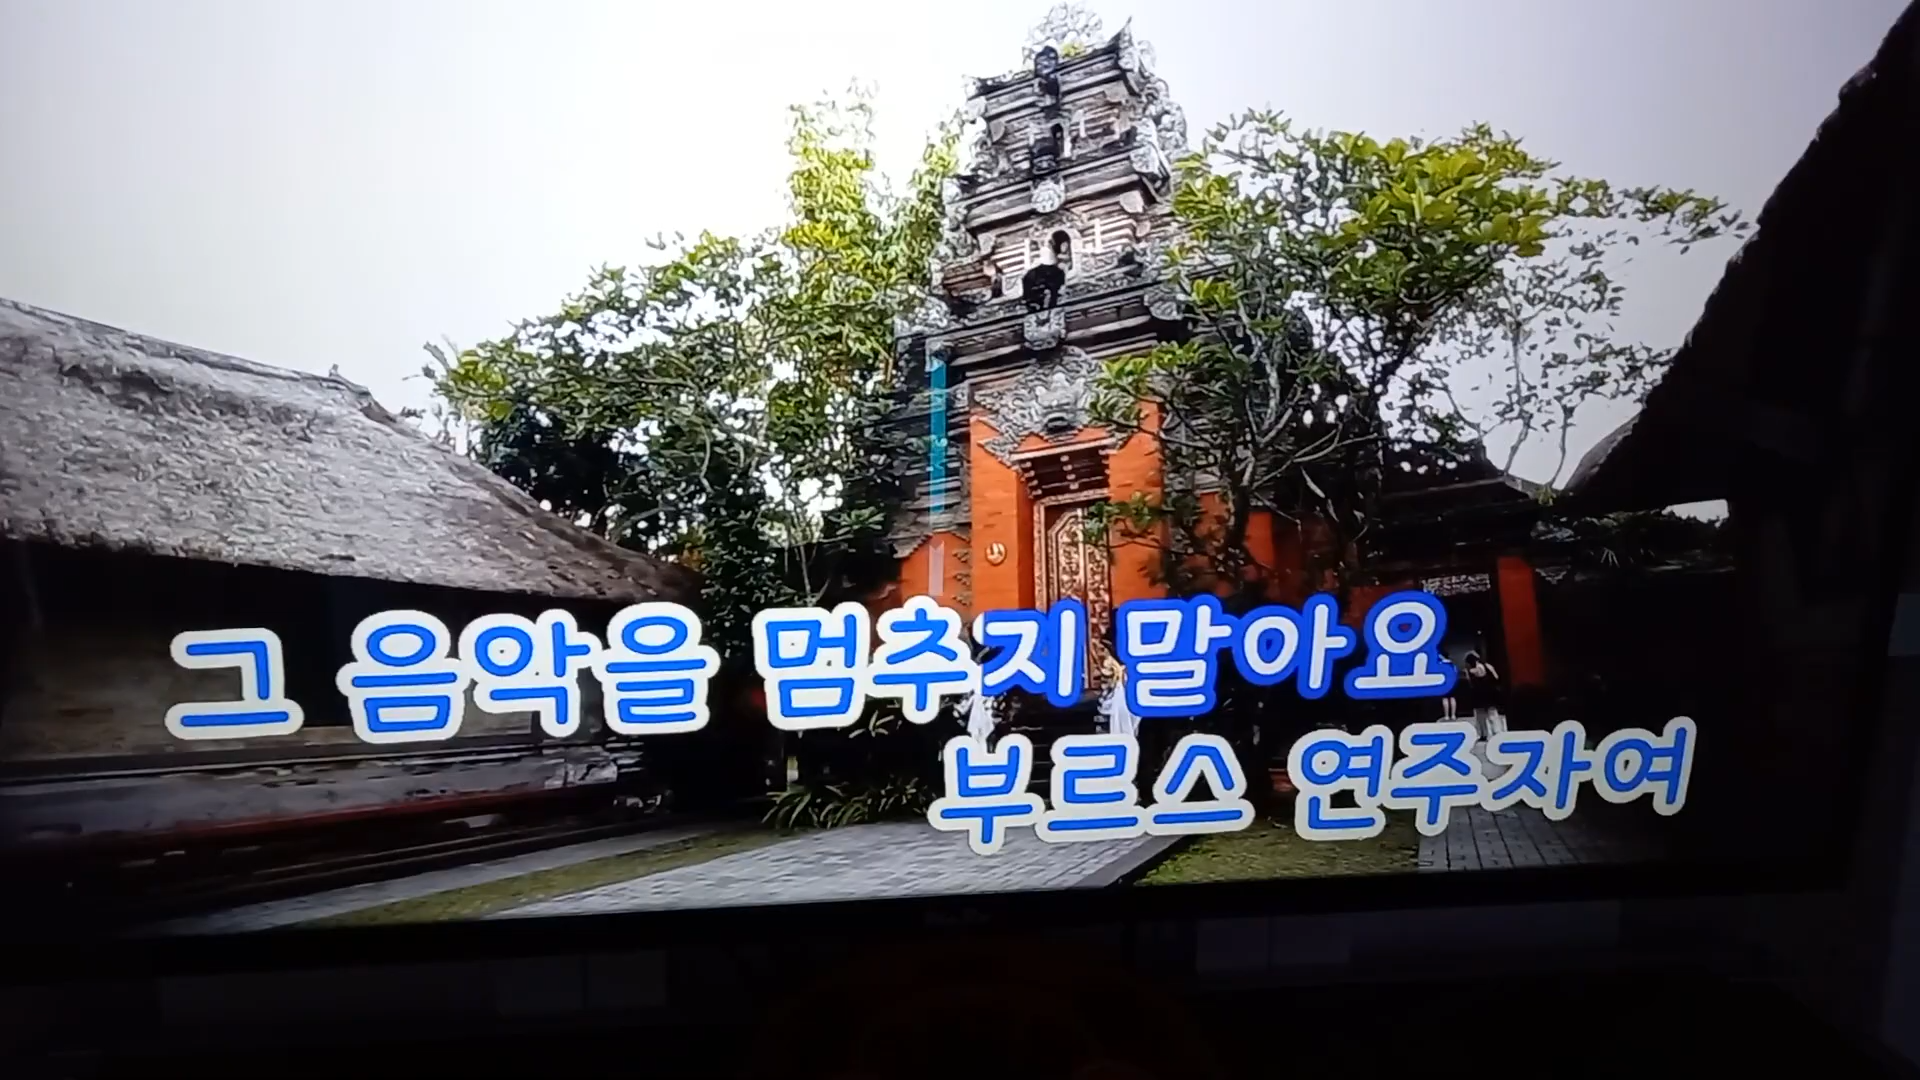 그 음악을 멈추지 말아요
부르스 연주자여